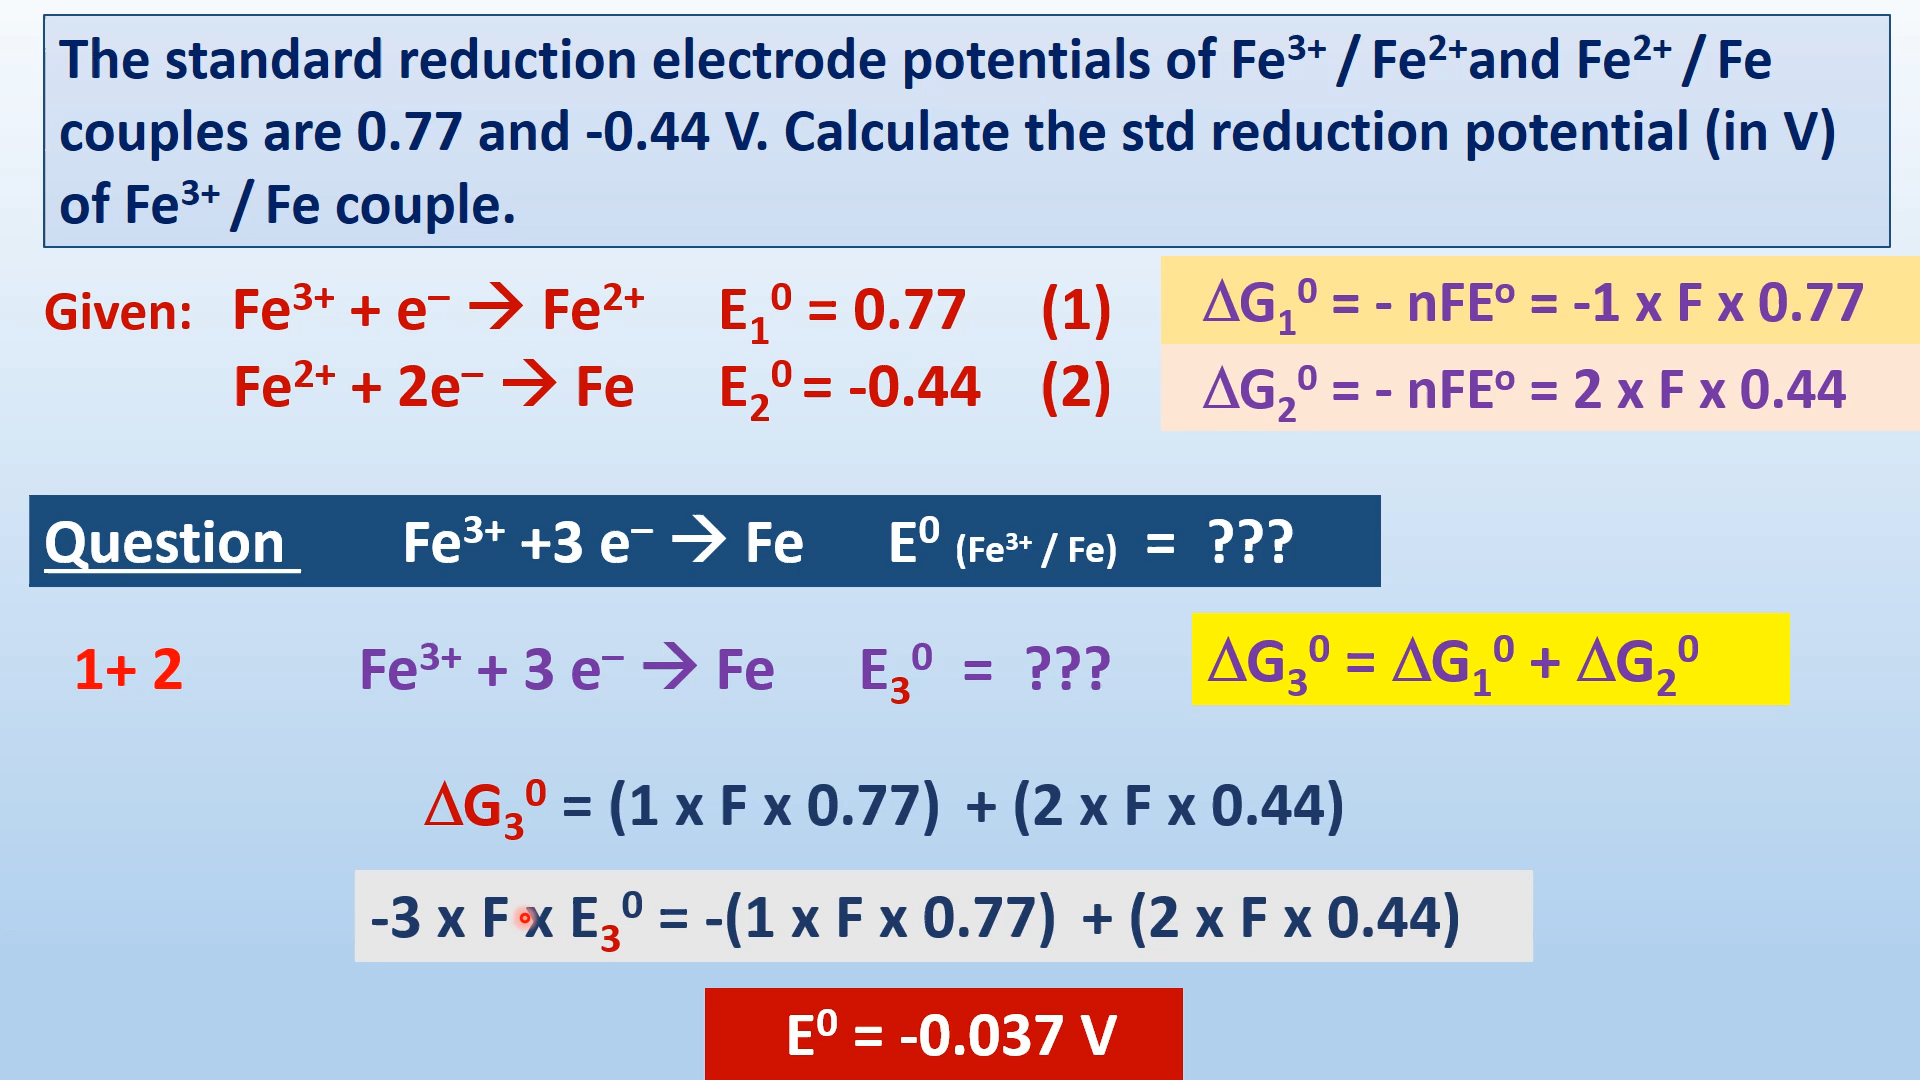 The standard reduction electrode potentials of Fe³⁺ / Fe²⁺and Fe²⁺ / Fe
couples are 0.77 and -0.44 V. Calculate the std reduction potential (in V)
of Fe³⁺ / Fe couple.
Given: Fe³⁺ + e⁻ → Fe²⁺ E₁⁰ = 0.77 (1) ΔG₁⁰ = - nFEᵒ = -1 x F x 0.77
Fe²⁺ + 2e⁻ → Fe E₂⁰ = -0.44 (2) ΔG₂⁰ = - nFEᵒ = 2 x F x 0.44
Question Fe³⁺ +3 e⁻ → Fe E⁰ (Fe³⁺ / Fe) = ???
1+ 2 Fe³⁺ + 3 e⁻ → Fe E₃⁰ = ??? ΔG₃⁰ = ΔG₁⁰ + ΔG₂⁰
ΔG₃⁰ = (1 x F x 0.77) + (2 x F x 0.44)
-3 x F x E₃⁰ = -(1 x F x 0.77) + (2 x F x 0.44)
E⁰ = -0.037 V